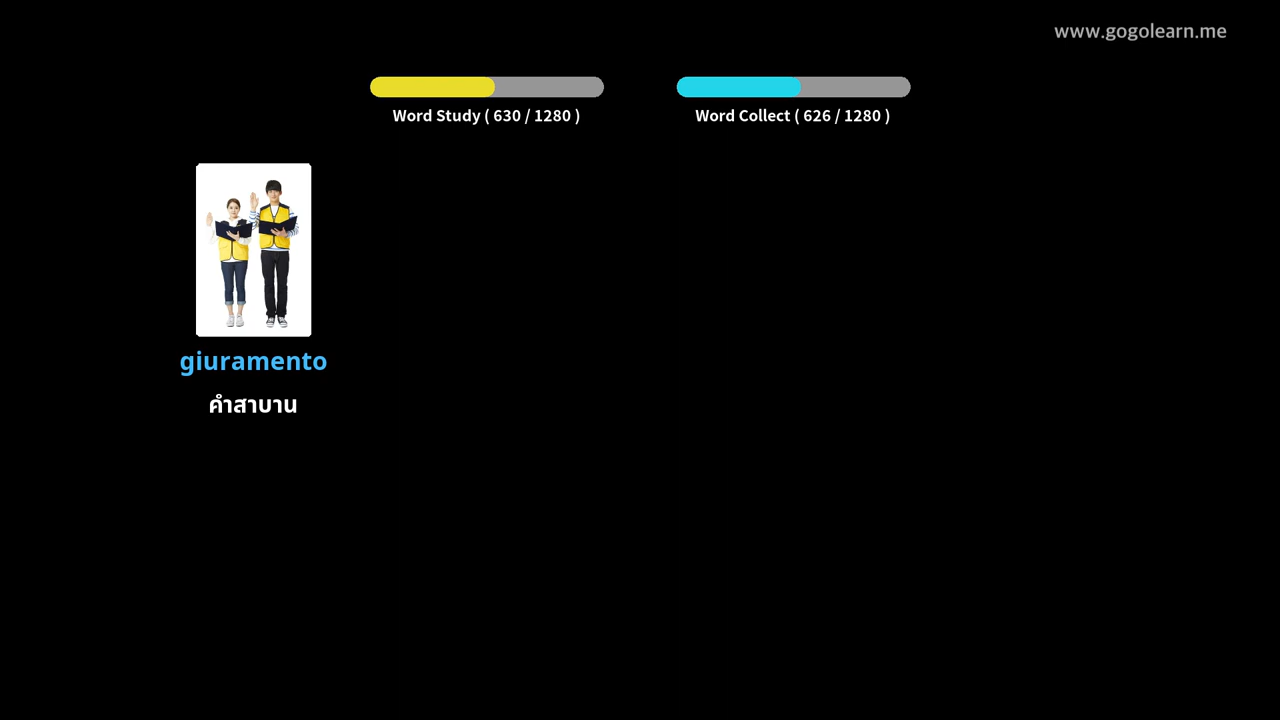 www.gogolearn.me
Word Study ( 630 / 1280 )
Word Collect ( 626 / 1280 )
giuramento
คำสาบาน